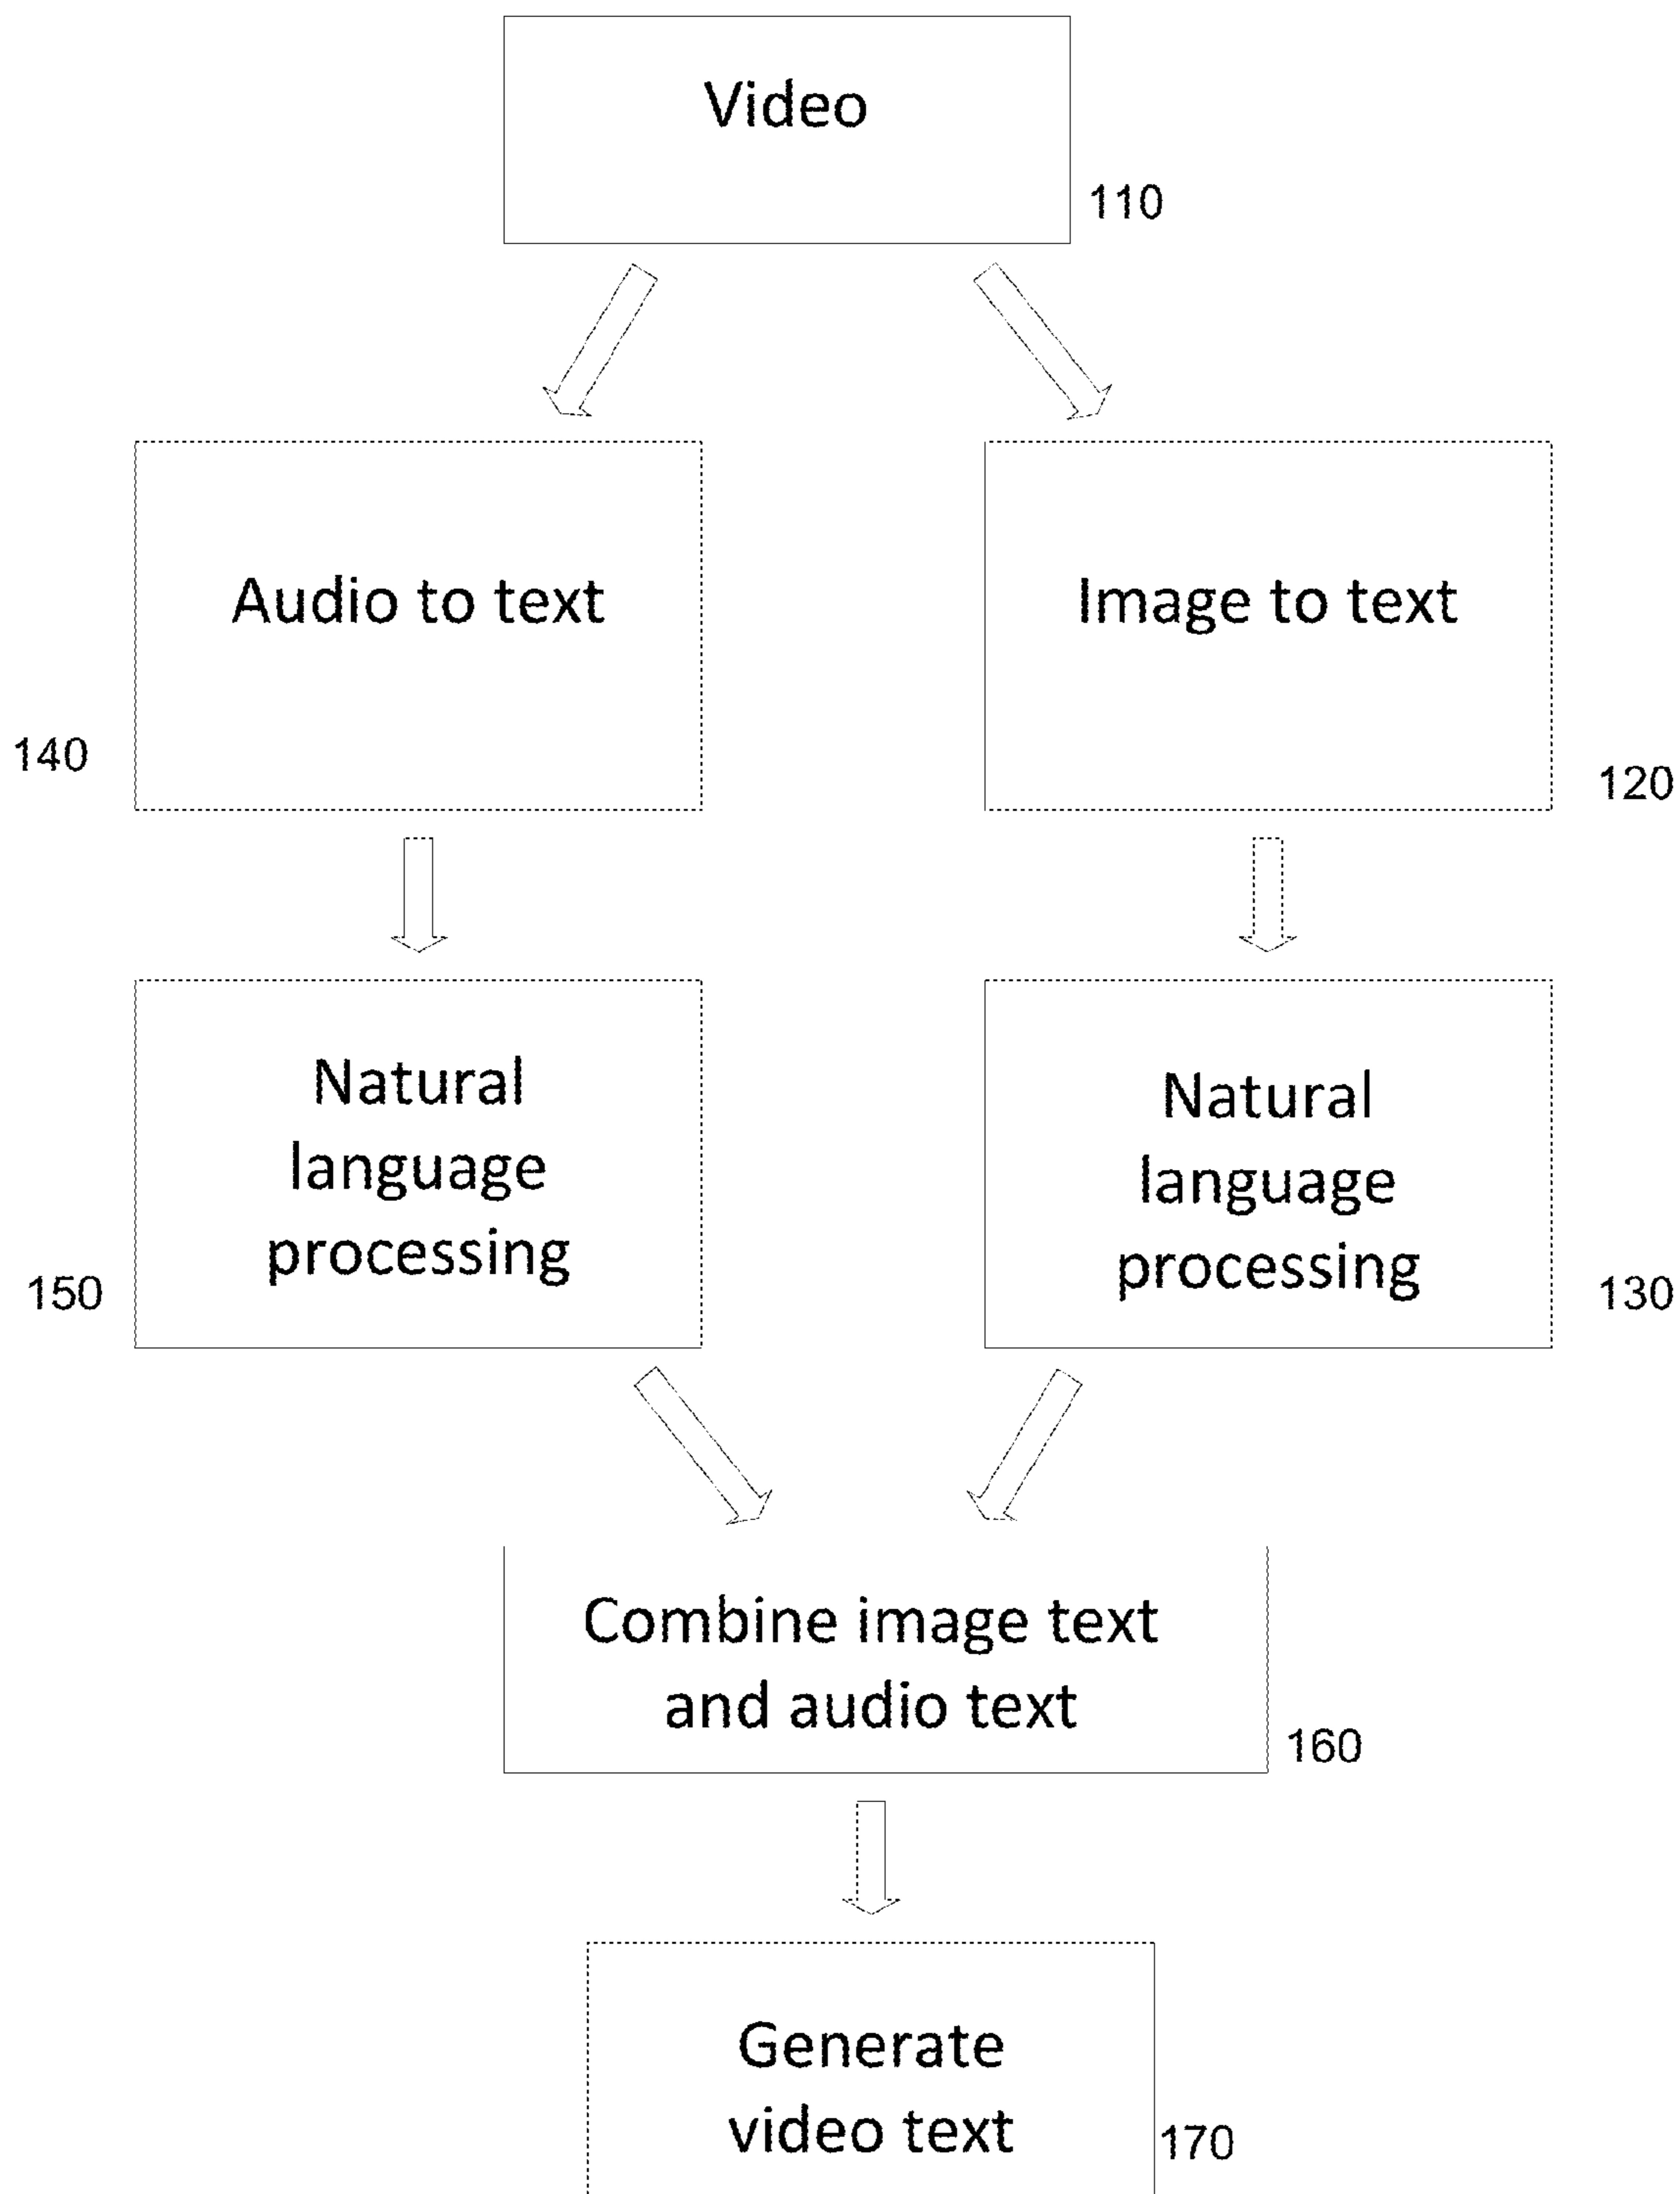 Video
110
Audio to text
140
Image to text
120
Natural
language
processing
150
Natural
language
processing
130
Combine image text
and audio text
160
Generate
video text
170